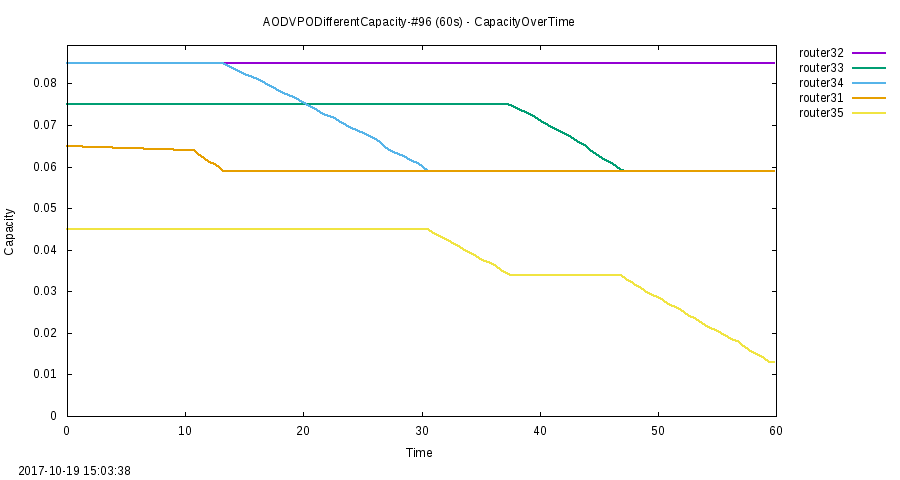 AODVPODifferentCapacity-#96 (60s) - CapacityOverTime
router32
router33
router34
router31
router35
0.08
0.07
0.06
0.05
0.04
0.03
0.02
0.01
0
Capacity
0 10 20 30 40 50 60
Time
2017-10-19 15:03:38